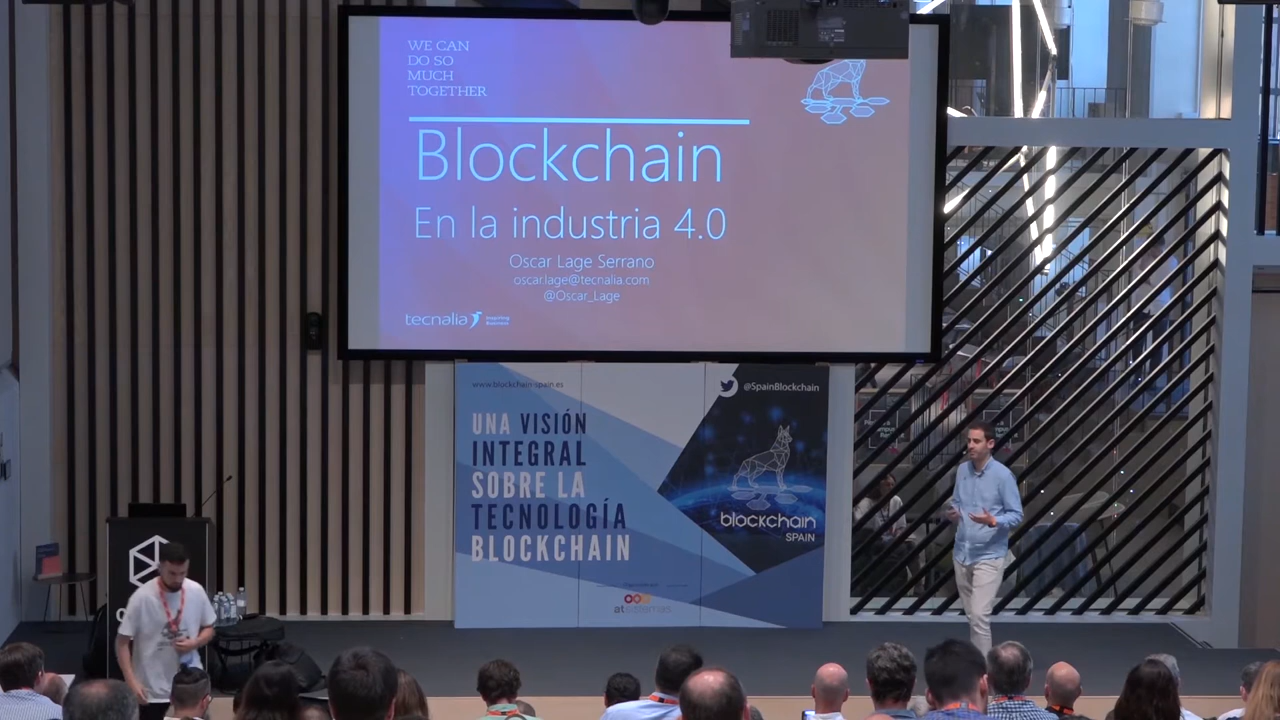 WE CAN
DO SO
MUCH
TOGETHER
Blockchain
En la industria 4.0
Oscar Lage Serrano
oscar.lage@tecnalia.com
@Oscar_Lage
tecnalia
www.blockchain-spain.es
@SpainBlockchain
UNA VISIÓN
INTEGRAL
SOBRE LA
TECNOLOGÍA
BLOCKCHAIN
blockchain
SPAIN
atsistemas